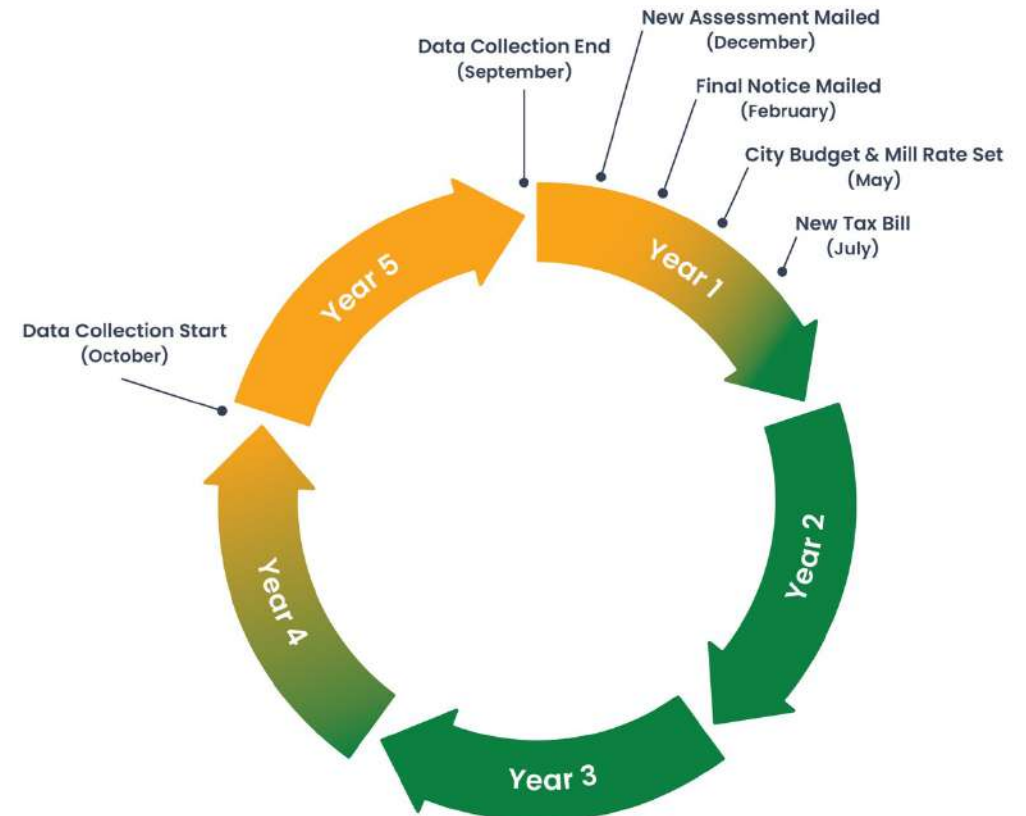 New Assessment Mailed
(December)
Data Collection End
(September)
Final Notice Mailed
(February)
City Budget & Mill Rate Set
(May)
New Tax Bill
(July)
Year 1
Year 5
Data Collection Start
(October)
Year 2
Year 4
Year 3